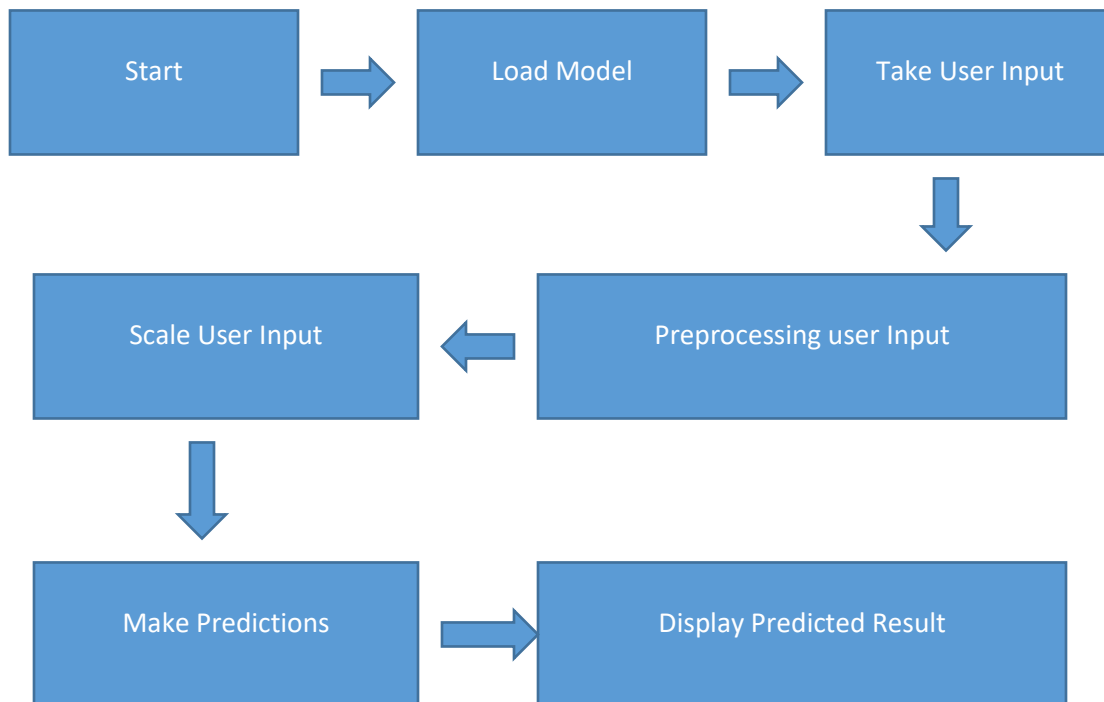 Start
Load Model
Take User Input
Preprocessing user Input
Scale User Input
Make Predictions
Display Predicted Result